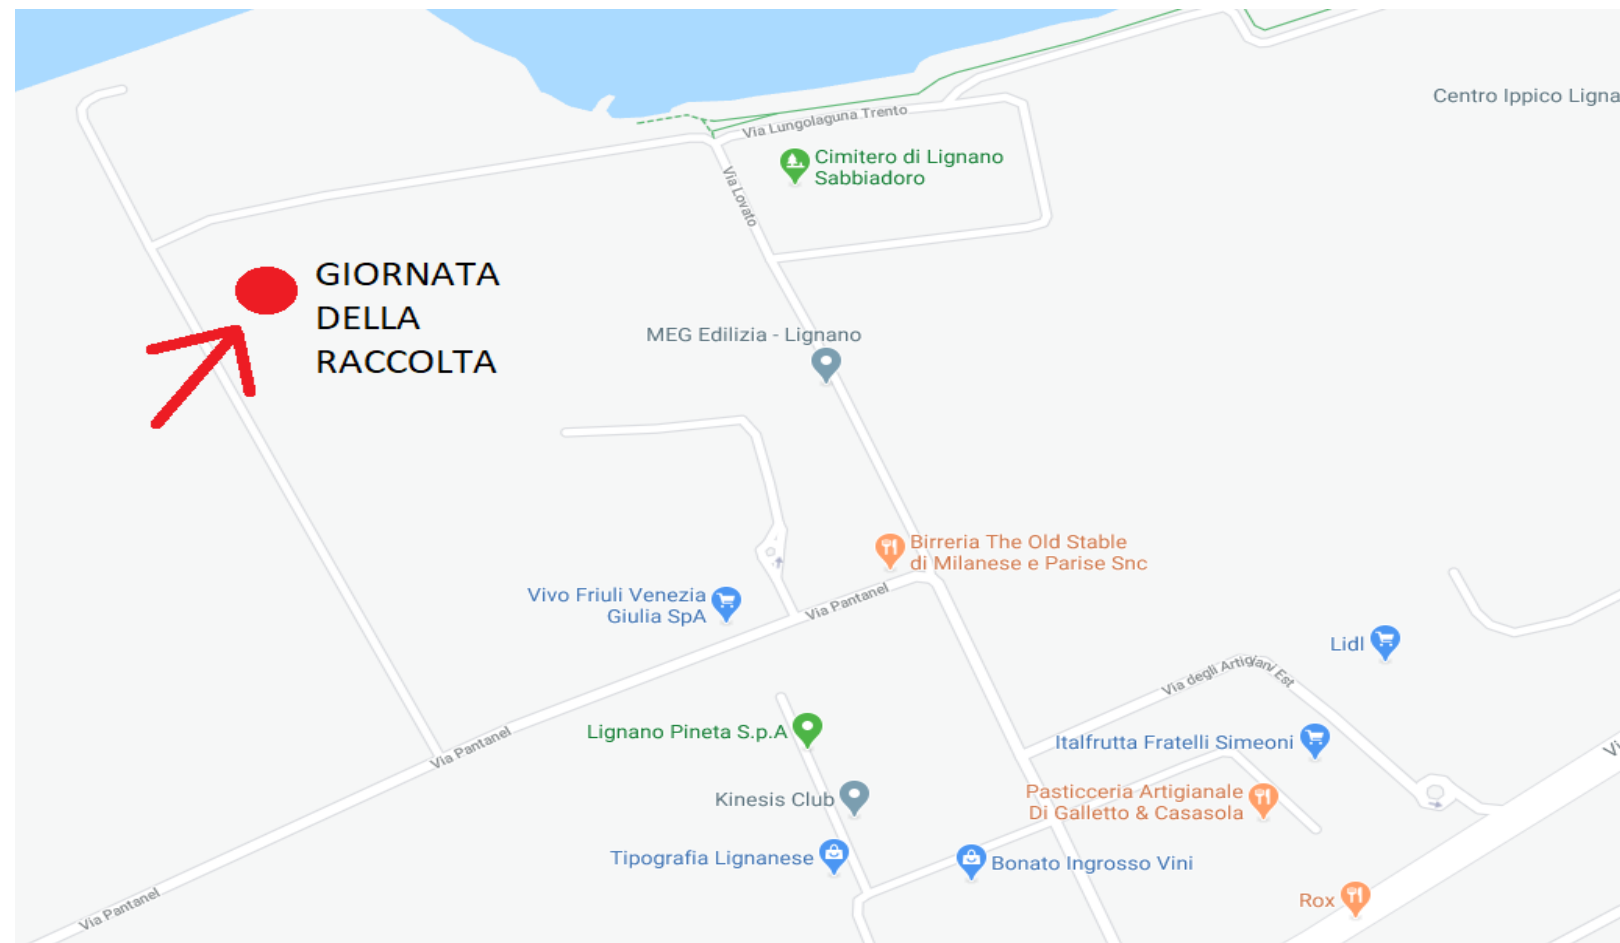 Centro Ippico Ligna
Via Lungolaguna Trento
Cimitero di Lignano
Sabbiadoro
Via Lovato
GIORNATA
DELLA
RACCOLTA
MEG Edilizia - Lignano
Birreria The Old Stable
di Milanese e Parise Snc
Vivo Friuli Venezia
Giulia SpA
Via Pantanel
Lidl
Via degli Artigiani Est
Lignano Pineta S.p.A
Via Pantanel
Italfrutta Fratelli Simeoni
Vi
Kinesis Club
Pasticceria Artigianale
Di Galletto & Casasola
Tipografia Lignanese
Bonato Ingrosso Vini
Rox
Via Pantanel